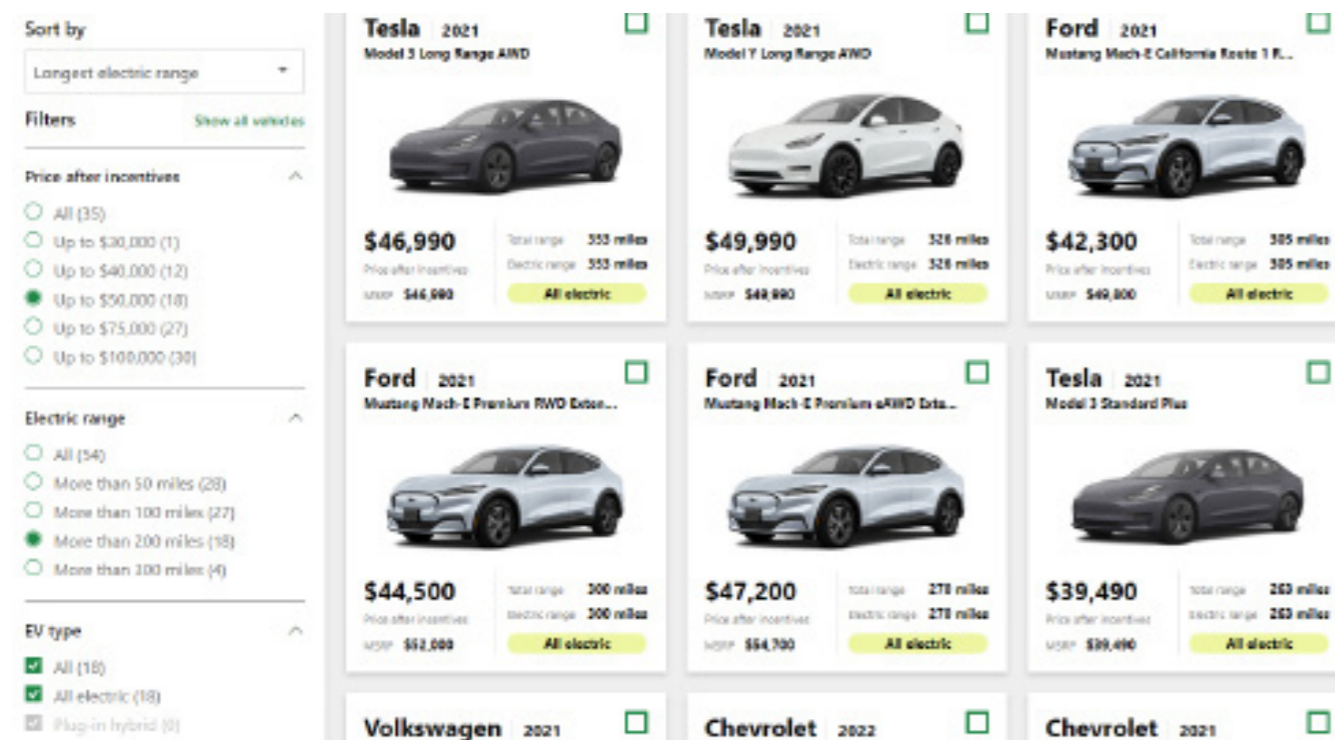 Sort by
Longest electric range
Filters
Show all vehicles
Price after incentives
All (35)
Up to $30,000 (1)
Up to $40,000 (12)
Up to $50,000 (18)
Up to $75,000 (27)
Up to $100,000 (30)
Electric range
All (54)
More than 50 miles (28)
More than 100 miles (27)
More than 200 miles (18)
More than 300 miles (4)
EV type
All (18)
All electric (18)
Plug-in hybrid (0)
Tesla 2021
Model 3 Long Range AWD
$46,990
Total range 353 miles
Price after incentives
Electric range 353 miles
MSRP $46,990
All electric
Tesla 2021
Model Y Long Range AWD
$49,990
Total range 326 miles
Price after incentives
Electric range 326 miles
MSRP $49,990
All electric
Ford 2021
Mustang Mach-E California Route 1 R...
$42,300
Total range 305 miles
Price after incentives
Electric range 305 miles
MSRP $49,800
All electric
Ford 2021
Mustang Mach-E Premium RWD Exten...
$44,500
Total range 300 miles
Price after incentives
Electric range 300 miles
MSRP $52,000
All electric
Ford 2021
Mustang Mach-E Premium eAWD Exte...
$47,200
Total range 270 miles
Price after incentives
Electric range 270 miles
MSRP $54,700
All electric
Tesla 2021
Model 3 Standard Plus
$39,490
Total range 263 miles
Price after incentives
Electric range 263 miles
MSRP $39,490
All electric
Volkswagen 2021
Chevrolet 2022
Chevrolet 2021